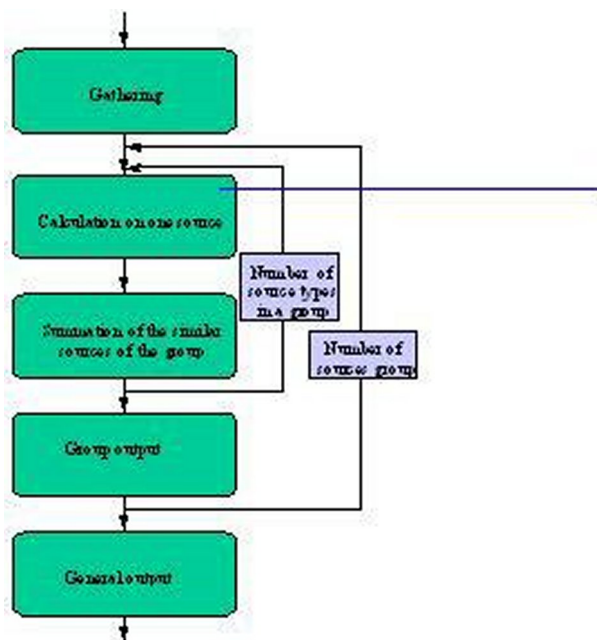 Gathering
Calculation on one source
Number of
source types
in a group
Summation of the similar
sources of the group
Number of
sources group
Group output
General output